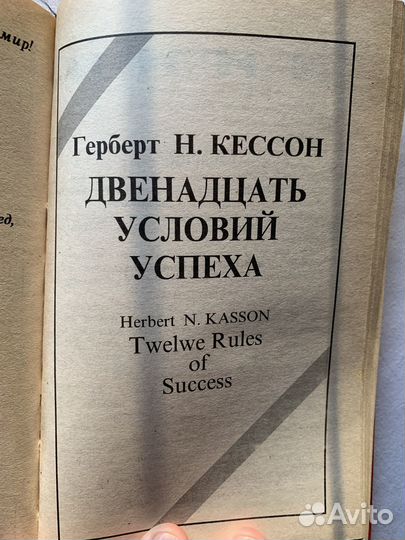 мир!
Герберт Н. КЕССОН
ДВЕНАДЦАТЬ
УСЛОВИЙ
УСПЕХА
Herbert N. KASSON
Twelwe Rules
of
Success
Avito